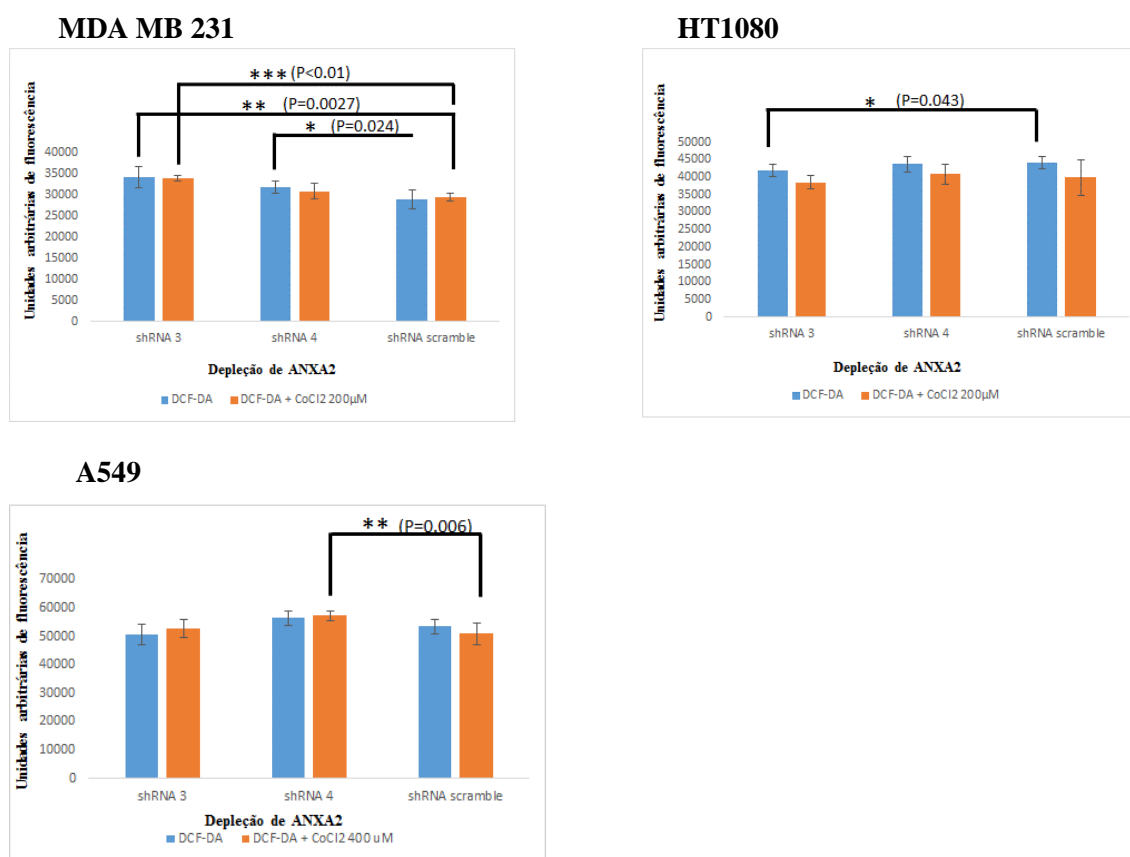 MDA MB 231
*** (P<0.01)
** (P=0.0027)
* (P=0.024)
Unidades arbitrárias de fluorescência
40000
35000
30000
25000
20000
15000
10000
5000
0
shRNA 3 shRNA 4 shRNA scramble
Depleção de ANXA2
DCF-DA DCF-DA + CoCl2 200µM
HT1080
* (P=0.043)
Unidades arbitrárias de fluorescência
50000
45000
40000
35000
30000
25000
20000
15000
10000
5000
0
shRNA 3 shRNA 4 shRNA scramble
Depleção de ANXA2
DCF-DA DCF-DA + CoCl2 200µM
A549
** (P=0.006)
Unidades arbitrárias de fluorescência
70000
60000
50000
40000
30000
20000
10000
0
shRNA 3 shRNA 4 shRNA scramble
Depleção de ANXA2
DCF-DA DCF-DA + CoCl2 400 uM